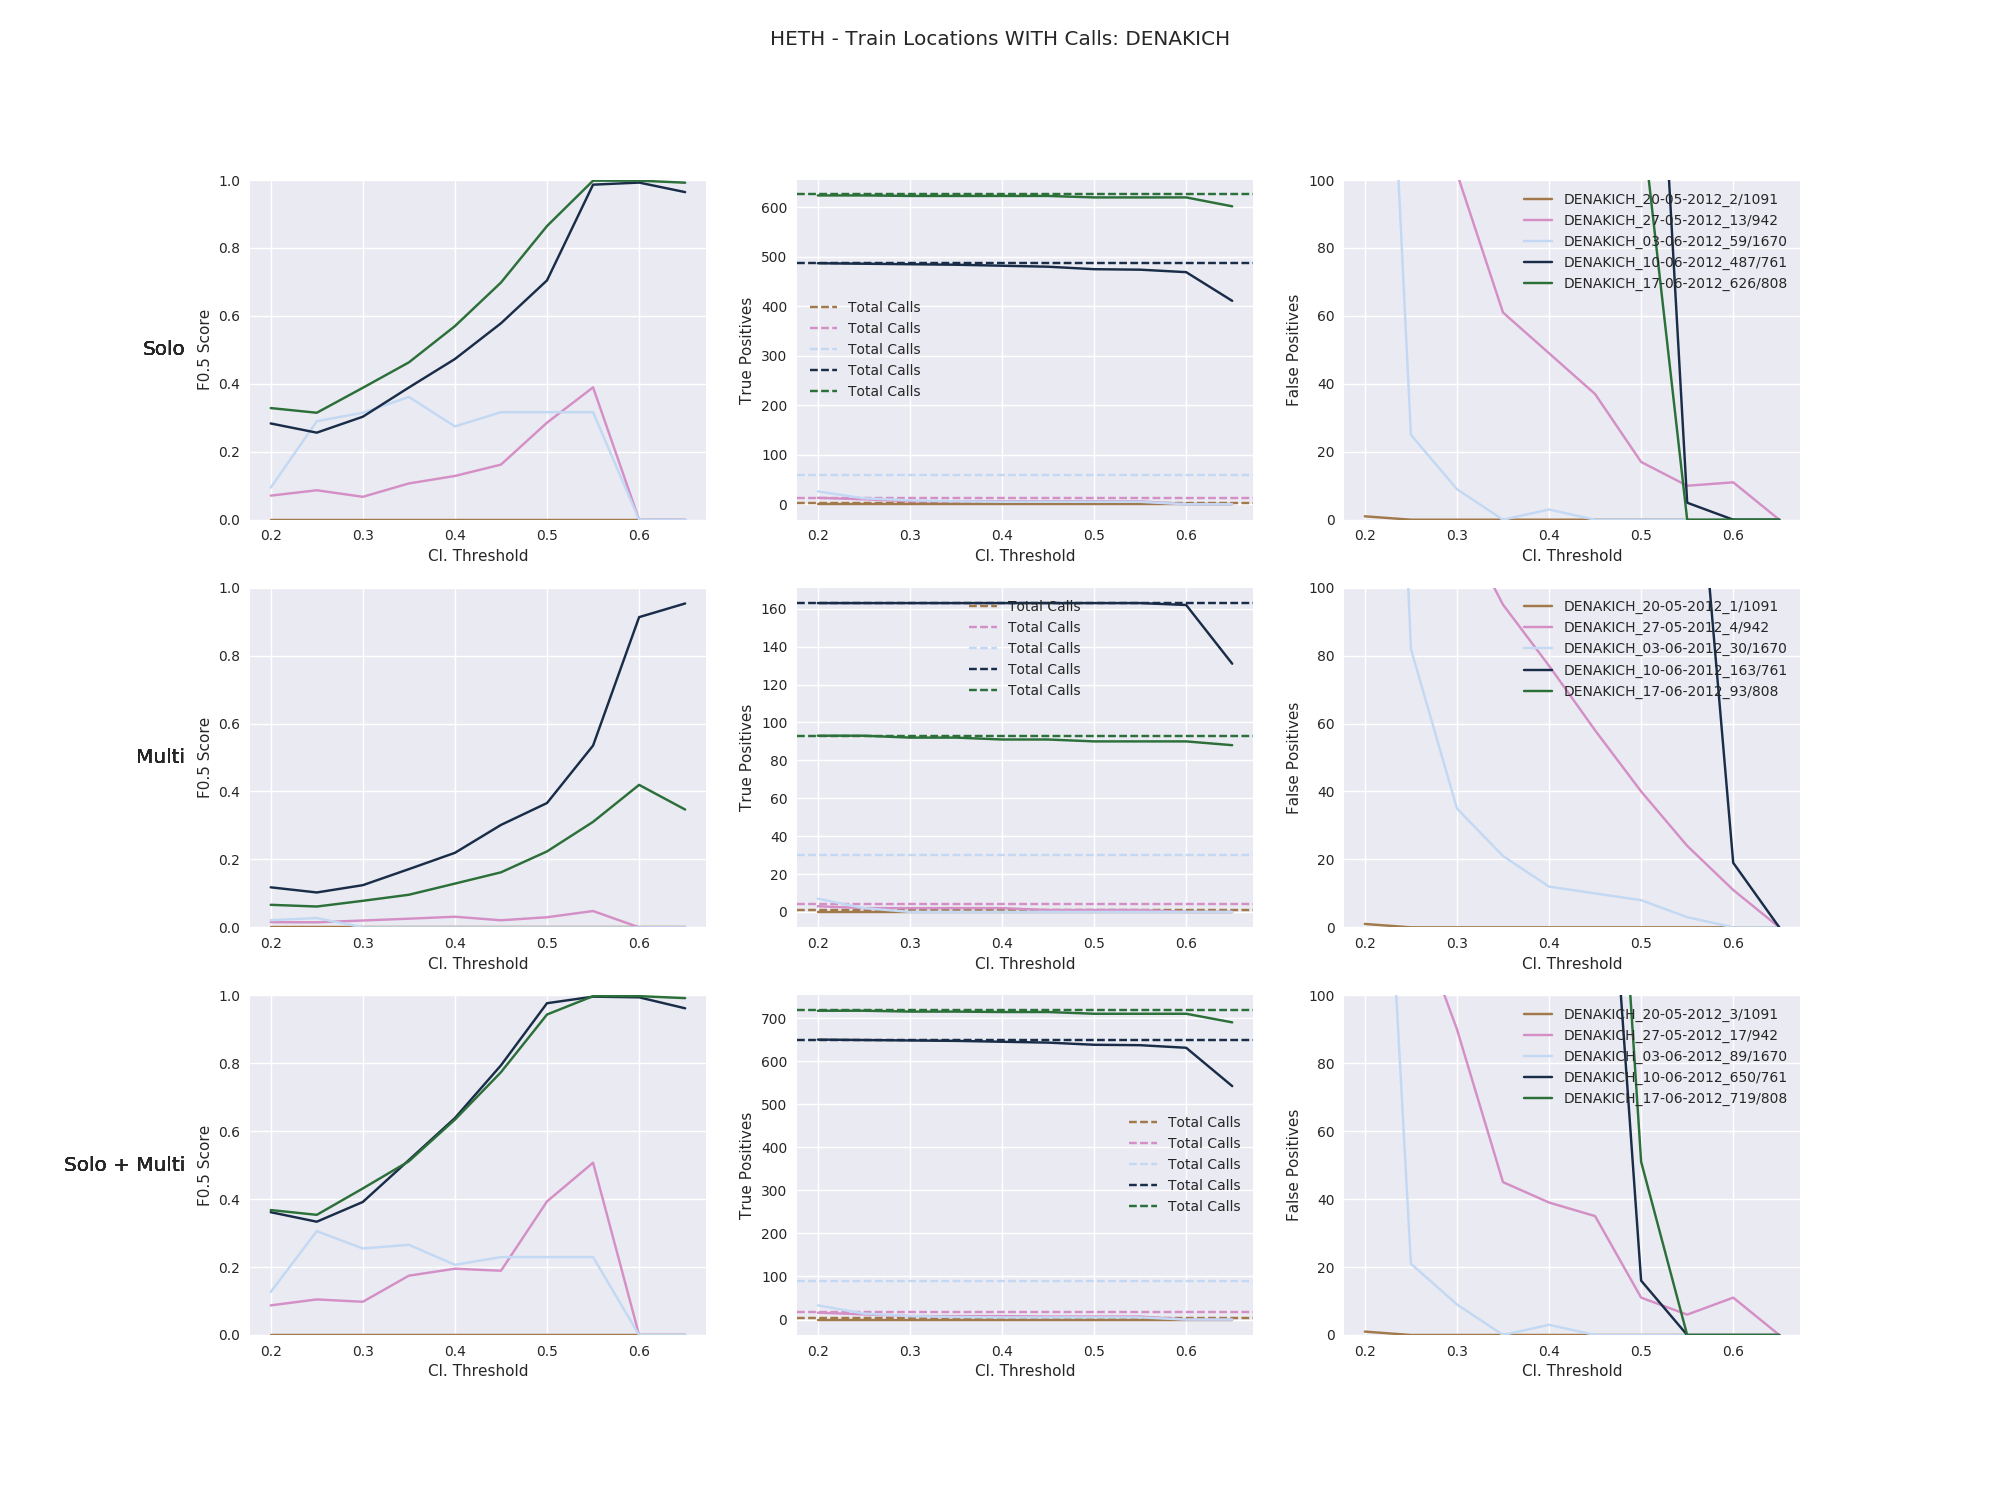 HETH - Train Locations WITH Calls: DENAKICH
Solo
F0.5 Score
1.0
0.8
0.6
0.4
0.2
0.0
0.2 0.3 0.4 0.5 0.6
Cl. Threshold
True Positives
600
500
400
300
200
100
0
Total Calls
Total Calls
Total Calls
Total Calls
Total Calls
0.2 0.3 0.4 0.5 0.6
Cl. Threshold
False Positives
100
80
60
40
20
0
DENAKICH_20-05-2012_2/1091
DENAKICH_27-05-2012_13/942
DENAKICH_03-06-2012_59/1670
DENAKICH_10-06-2012_487/761
DENAKICH_17-06-2012_626/808
0.2 0.3 0.4 0.5 0.6
Cl. Threshold
Multi
F0.5 Score
1.0
0.8
0.6
0.4
0.2
0.0
0.2 0.3 0.4 0.5 0.6
Cl. Threshold
True Positives
160
140
120
100
80
60
40
20
0
Total Calls
Total Calls
Total Calls
Total Calls
Total Calls
0.2 0.3 0.4 0.5 0.6
Cl. Threshold
False Positives
100
80
60
40
20
0
DENAKICH_20-05-2012_1/1091
DENAKICH_27-05-2012_4/942
DENAKICH_03-06-2012_30/1670
DENAKICH_10-06-2012_163/761
DENAKICH_17-06-2012_93/808
0.2 0.3 0.4 0.5 0.6
Cl. Threshold
Solo + Multi
F0.5 Score
1.0
0.8
0.6
0.4
0.2
0.0
0.2 0.3 0.4 0.5 0.6
Cl. Threshold
True Positives
700
600
500
400
300
200
100
0
Total Calls
Total Calls
Total Calls
Total Calls
Total Calls
0.2 0.3 0.4 0.5 0.6
Cl. Threshold
False Positives
100
80
60
40
20
0
DENAKICH_20-05-2012_3/1091
DENAKICH_27-05-2012_17/942
DENAKICH_03-06-2012_89/1670
DENAKICH_10-06-2012_650/761
DENAKICH_17-06-2012_719/808
0.2 0.3 0.4 0.5 0.6
Cl. Threshold